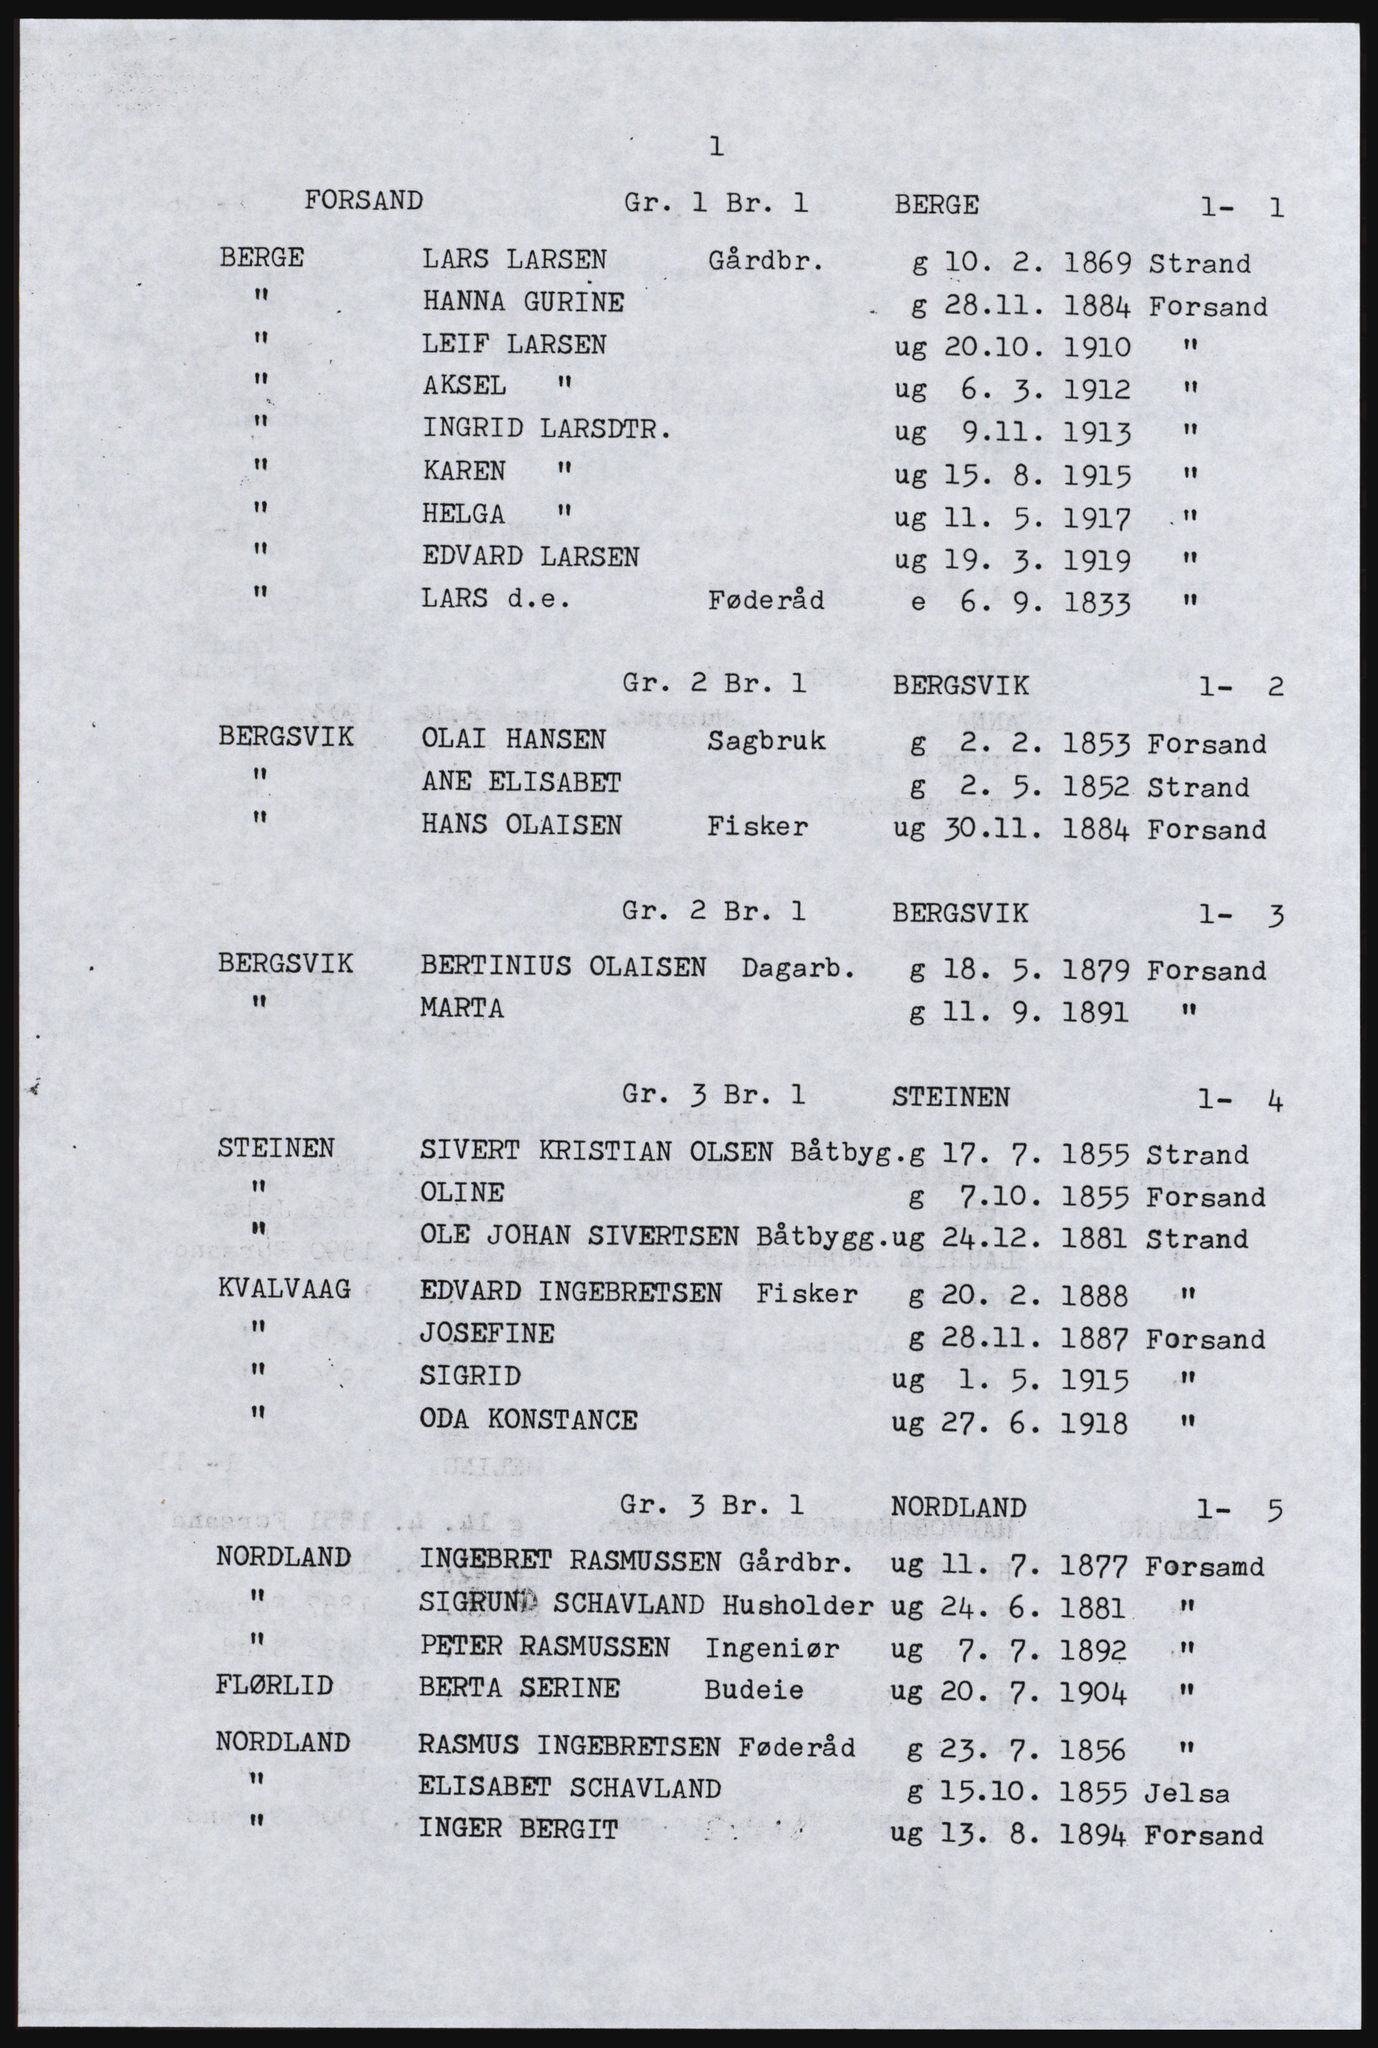 1
FORSAND Gr. 1 Br. 1 BERGE 1- 1
BERGE LARS LARSEN Gårdbr. g 10. 2. 1869 Strand
" HANNA GURINE g 28.11. 1884 Forsand
" LEIF LARSEN ug 20.10. 1910 "
" AKSEL " ug 6. 3. 1912 "
" INGRID LARSDTR. ug 9.11. 1913 "
" KAREN " ug 15. 8. 1915 "
" HELGA " ug 11. 5. 1917 "
" EDVARD LARSEN ug 19. 3. 1919 "
" LARS d.e. Føderåd e 6. 9. 1833 "
Gr. 2 Br. 1 BERGSVIK 1- 2
BERGSVIK OLAI HANSEN Sagbruk g 2. 2. 1853 Forsand
" ANE ELISABET g 2. 5. 1852 Strand
" HANS OLAISEN Fisker ug 30.11. 1884 Forsand
Gr. 2 Br. 1 BERGSVIK 1- 3
BERGSVIK BERTINIUS OLAISEN Dagarb. g 18. 5. 1879 Forsand
" MARTA g 11. 9. 1891 "
Gr. 3 Br. 1 STEINEN 1- 4
STEINEN SIVERT KRISTIAN OLSEN Båtbyg.g 17. 7. 1855 Strand
" OLINE g 7.10. 1855 Forsand
" OLE JOHAN SIVERTSEN Båtbygg.ug 24.12. 1881 Strand
KVALVAAG EDVARD INGEBRETSEN Fisker g 20. 2. 1888 "
" JOSEFINE g 28.11. 1887 Forsand
" SIGRID ug 1. 5. 1915 "
" ODA KONSTANCE ug 27. 6. 1918 "
Gr. 3 Br. 1 NORDLAND 1- 5
NORDLAND INGEBRET RASMUSSEN Gårdbr. ug 11. 7. 1877 Forsamd
" SIGRUND SCHAVLAND Husholder ug 24. 6. 1881 "
" PETER RASMUSSEN Ingeniør ug 7. 7. 1892 "
FLØRLID BERTA SERINE Budeie ug 20. 7. 1904 "
NORDLAND RASMUS INGEBRETSEN Føderåd g 23. 7. 1856 "
" ELISABET SCHAVLAND g 15.10. 1855 Jelsa
" INGER BERGIT ug 13. 8. 1894 Forsand